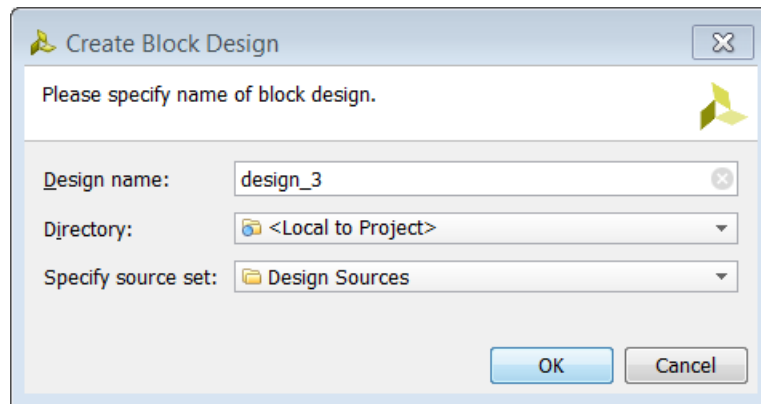 Create Block Design
Please specify name of block design.
Design name: design_3
Directory: <Local to Project>
Specify source set: Design Sources
OK Cancel